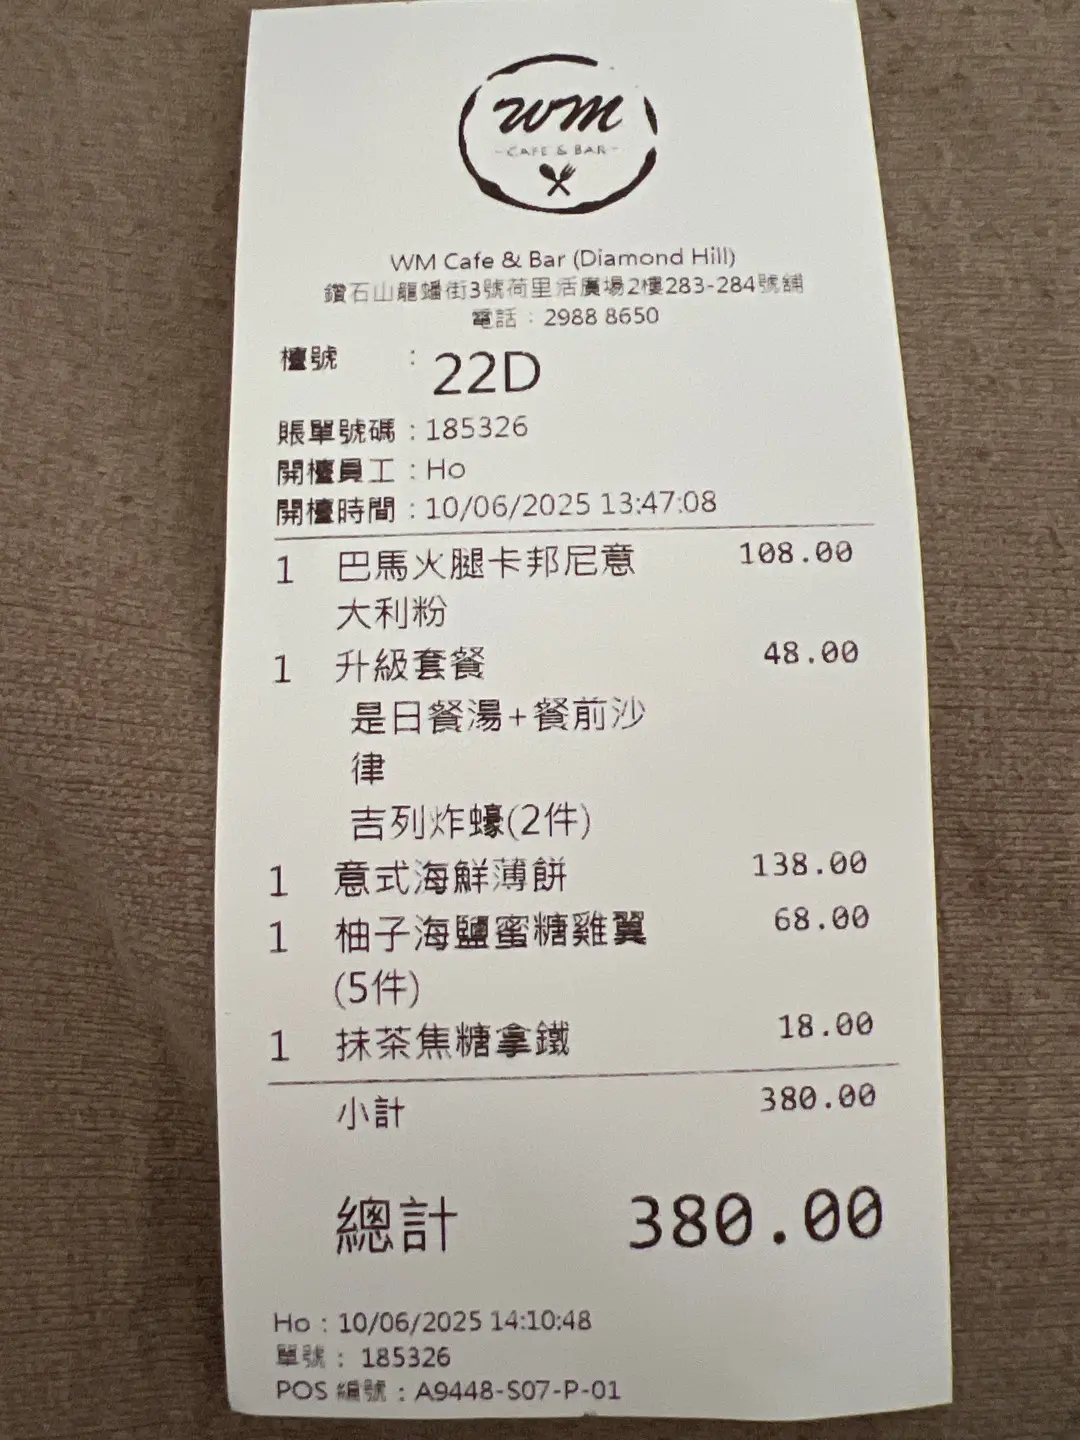 WM
CAFE & BAR
WM Cafe & Bar (Diamond Hill)
鑽石山龍蟠街3號荷里活廣場2樓283-284號舖
電話：2988 8650
檯號 : 22D
賬單號碼 : 185326
開檯員工 : Ho
開檯時間 : 10/06/2025 13:47:08
1 巴馬火腿卡邦尼意 108.00
大利粉
1 升級套餐 48.00
是日餐湯+餐前沙
律
吉列炸蠔(2件)
1 意式海鮮薄餅 138.00
1 柚子海鹽蜜糖雞翼 68.00
(5件)
1 抹茶焦糖拿鐵 18.00
小計 380.00
總計 380.00
Ho : 10/06/2025 14:10:48
單號 : 185326
POS 編號 : A9448-S07-P-01